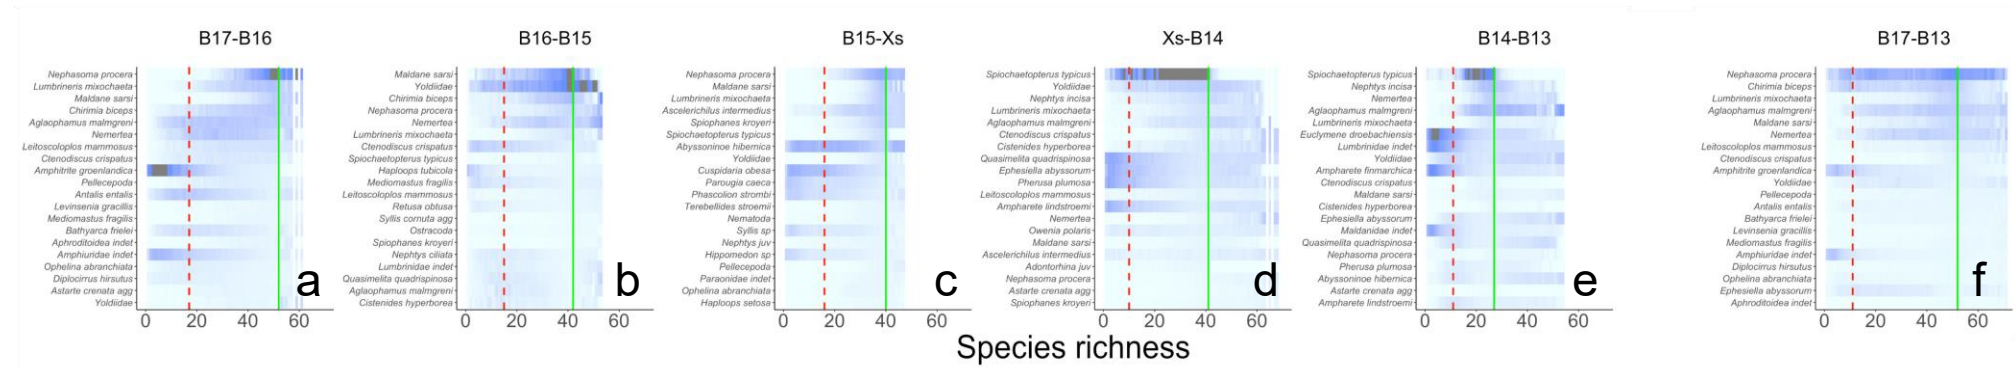 B17-B16
Nephasoma procera
Lumbrineris mixochaeta
Maldane sarsi
Chirimia biceps
Aglaophamus malmgreni
Nemertea
Leitoscoloplos mammosus
Ctenodiscus crispatus
Amphitrite groenlandica
Pellecepoda
Antalis entalis
Levinsenia gracillis
Mediomastus fragilis
Bathyarca frielei
Aphroditoidea indet
Amphiuridae indet
Ophelina abranchiata
Diplocirrus hirsutus
Astarte crenata agg
Yoldiidae
0 20 40 60
a
B16-B15
Maldane sarsi
Yoldiidae
Chirimia biceps
Nephasoma procera
Nemertea
Lumbrineris mixochaeta
Ctenodiscus crispatus
Spiochaetopterus typicus
Haploops tubicola
Mediomastus fragilis
Leitoscoloplos mammosus
Retusa obtusa
Syllis cornuta agg
Ostracoda
Spiophanes kroyeri
Nephtys ciliata
Lumbrinidae indet
Quasimelita quadrispinosa
Aglaophamus malmgreni
Cistenides hyperborea
0 20 40 60
b
B15-Xs
Nephasoma procera
Maldane sarsi
Lumbrineris mixochaeta
Ascelerichilus intermedius
Spiophanes kroyeri
Spiochaetopterus typicus
Abyssoninoe hibernica
Yoldiidae
Cuspidaria obesa
Parougia caeca
Phascolion strombi
Terebellides stroemii
Nematoda
Syllis sp
Nephtys juv
Hippomedon sp
Pellecepoda
Paraonidae indet
Ophelina abranchiata
Haploops setosa
0 20 40 60
c
Xs-B14
Spiochaetopterus typicus
Yoldiidae
Nephtys incisa
Lumbrineris mixochaeta
Aglaophamus malmgreni
Ctenodiscus crispatus
Cistenides hyperborea
Quasimelita quadrispinosa
Ephesiella abyssorum
Pherusa plumosa
Leitoscoloplos mammosus
Ampharete lindstroemi
Nemertea
Owenia polaris
Maldane sarsi
Ascelerichilus intermedius
Adontorhina juv
Nephasoma procera
Astarte crenata agg
Spiophanes kroyeri
0 20 40 60
d
B14-B13
Spiochaetopterus typicus
Nephtys incisa
Nemertea
Aglaophamus malmgreni
Lumbrineris mixochaeta
Euclymene droebachiensis
Lumbrinidae indet
Yoldiidae
Ampharete finmarchica
Ctenodiscus crispatus
Maldane sarsi
Cistenides hyperborea
Ephesiella abyssorum
Maldanidae indet
Quasimelita quadrispinosa
Nephasoma procera
Pherusa plumosa
Abyssoninoe hibernica
Astarte crenata agg
Ampharete lindstroemi
0 20 40 60
e
B17-B13
Nephasoma procera
Chirimia biceps
Lumbrineris mixochaeta
Aglaophamus malmgreni
Maldane sarsi
Nemertea
Leitoscoloplos mammosus
Ctenodiscus crispatus
Amphitrite groenlandica
Yoldiidae
Pellecepoda
Antalis entalis
Bathyarca frielei
Levinsenia gracillis
Mediomastus fragilis
Amphiuridae indet
Diplocirrus hirsutus
Ophelina abranchiata
Ephesiella abyssorum
Aphroditoidea indet
0 20 40 60
f
Species richness